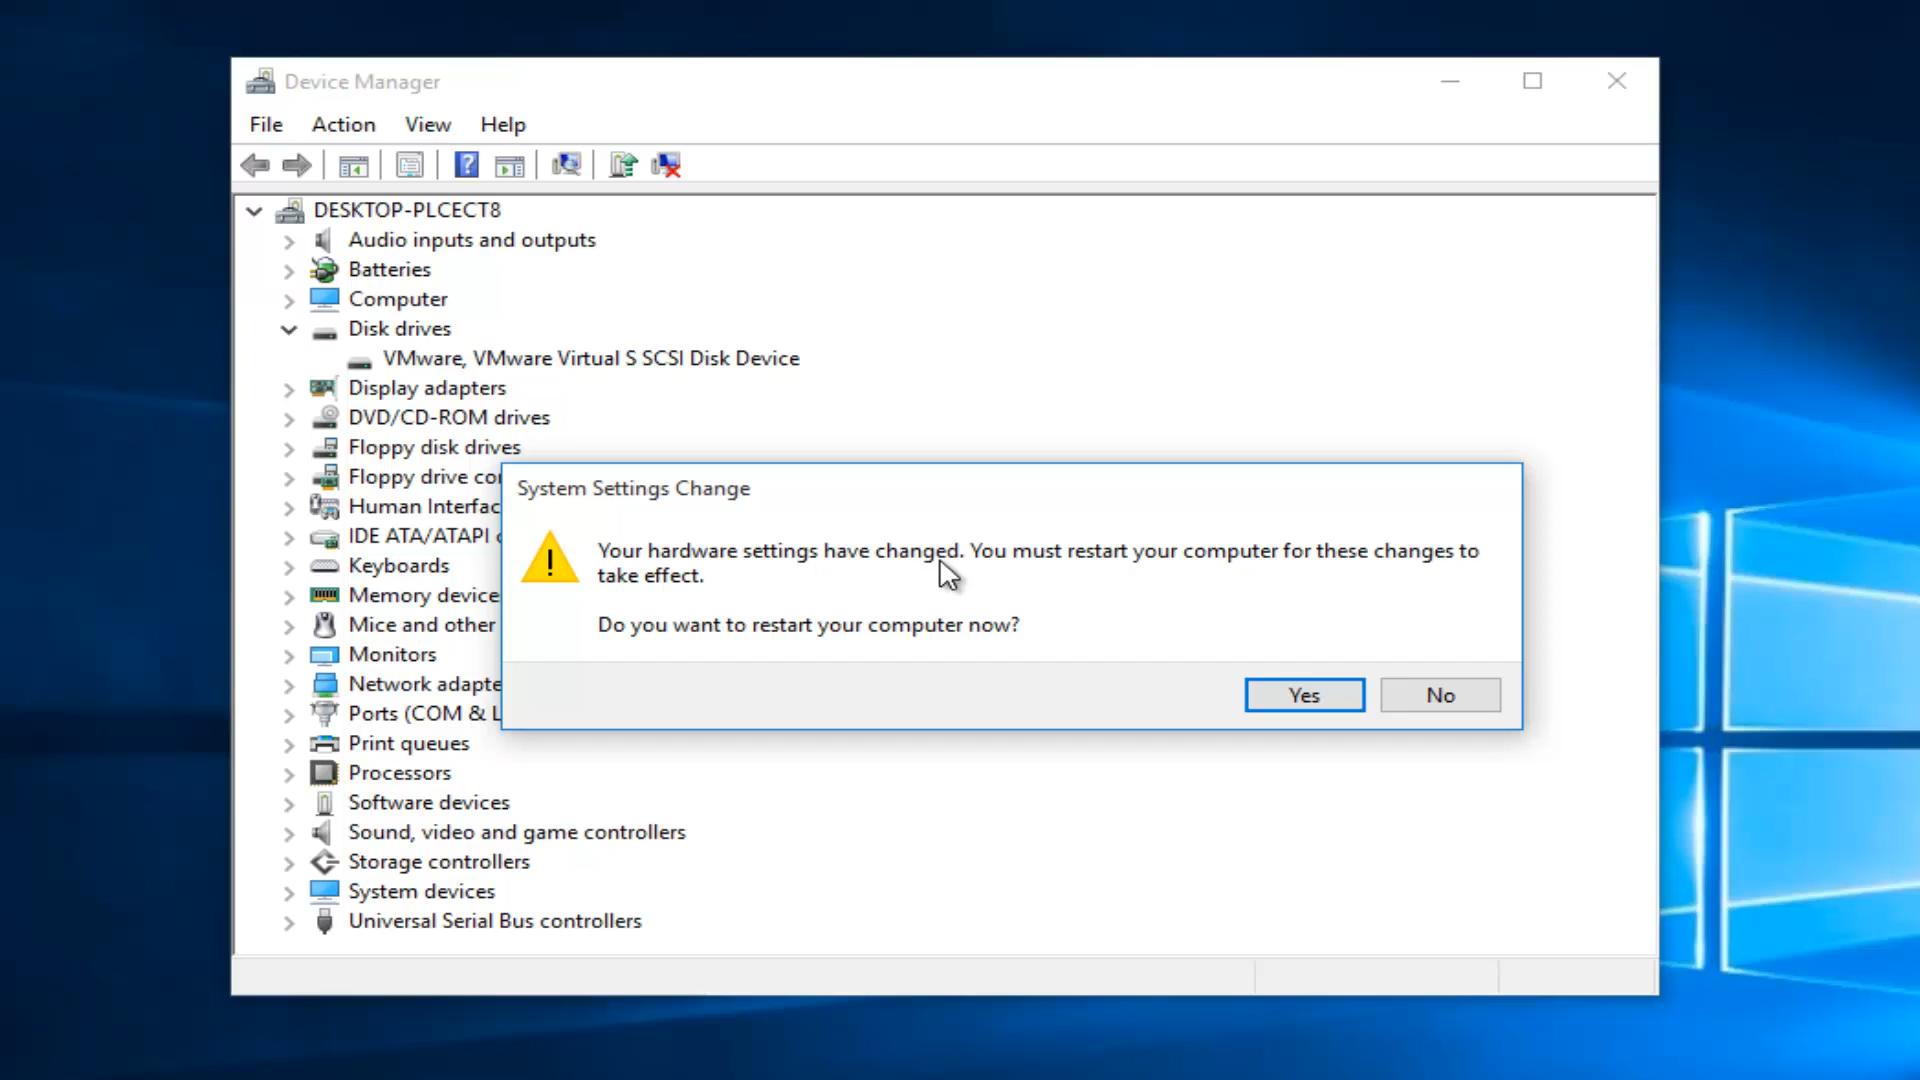 Device Manager
File Action View Help
DESKTOP-PLCECT8
Audio inputs and outputs
Batteries
Computer
Disk drives
VMware, VMware Virtual S SCSI Disk Device
Display adapters
DVD/CD-ROM drives
Floppy disk drives
Floppy drive co
Human Interfac
IDE ATA/ATAPI
Keyboards
Memory device
Mice and other
Monitors
Network adapte
Ports (COM & L
Print queues
Processors
Software devices
Sound, video and game controllers
Storage controllers
System devices
Universal Serial Bus controllers
System Settings Change
Your hardware settings have changed. You must restart your computer for these changes to
take effect.
Do you want to restart your computer now?
Yes No